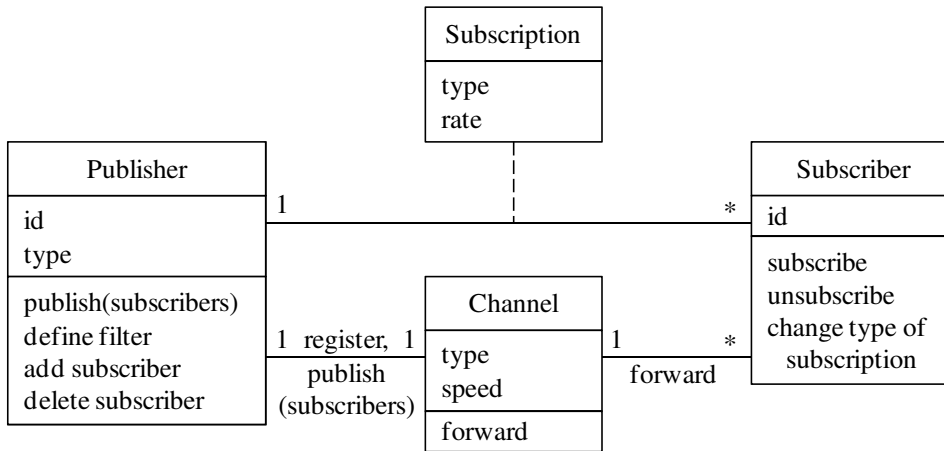 Subscription
type
rate
Publisher
id
type
publish(subscribers)
define filter
add subscriber
delete subscriber
1
*
Subscriber
id
subscribe
unsubscribe
change type of
subscription
Channel
type
speed
forward
1 register, 1
publish
(subscribers)
1
*
forward